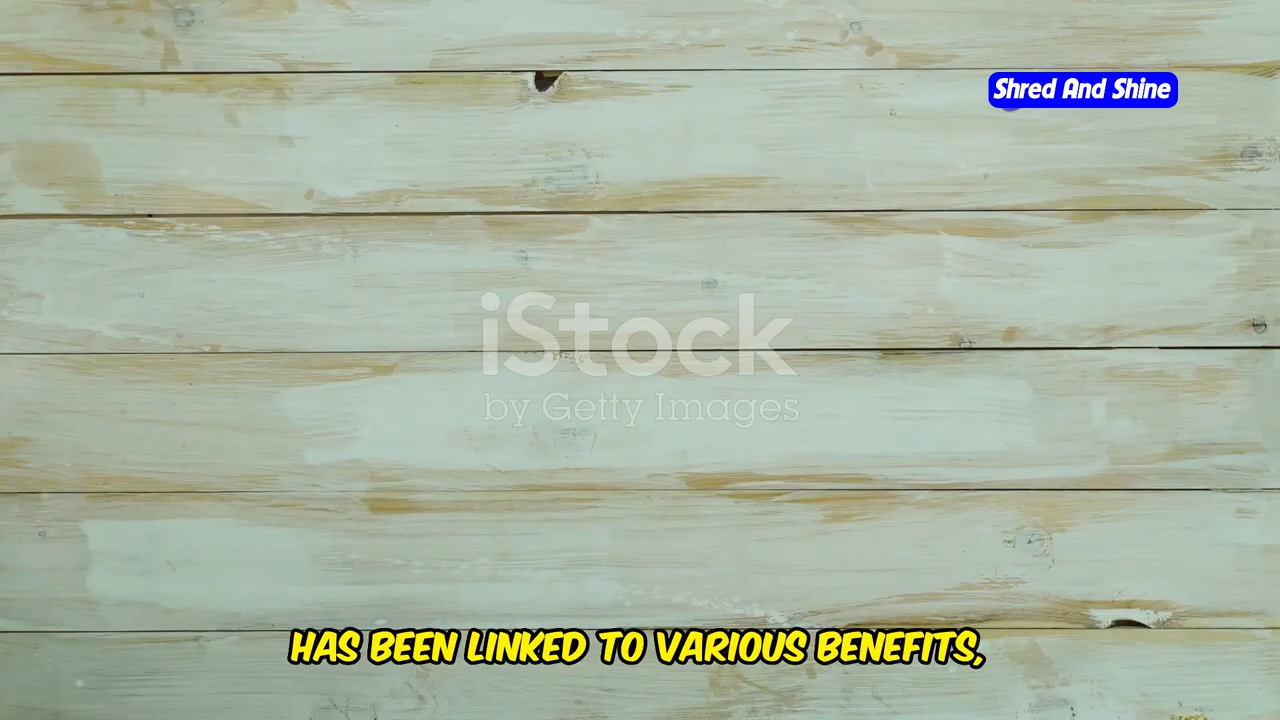 Shred And Shine
iStock
by Getty Images
HAS BEEN LINKED TO VARIOUS BENEFITS,